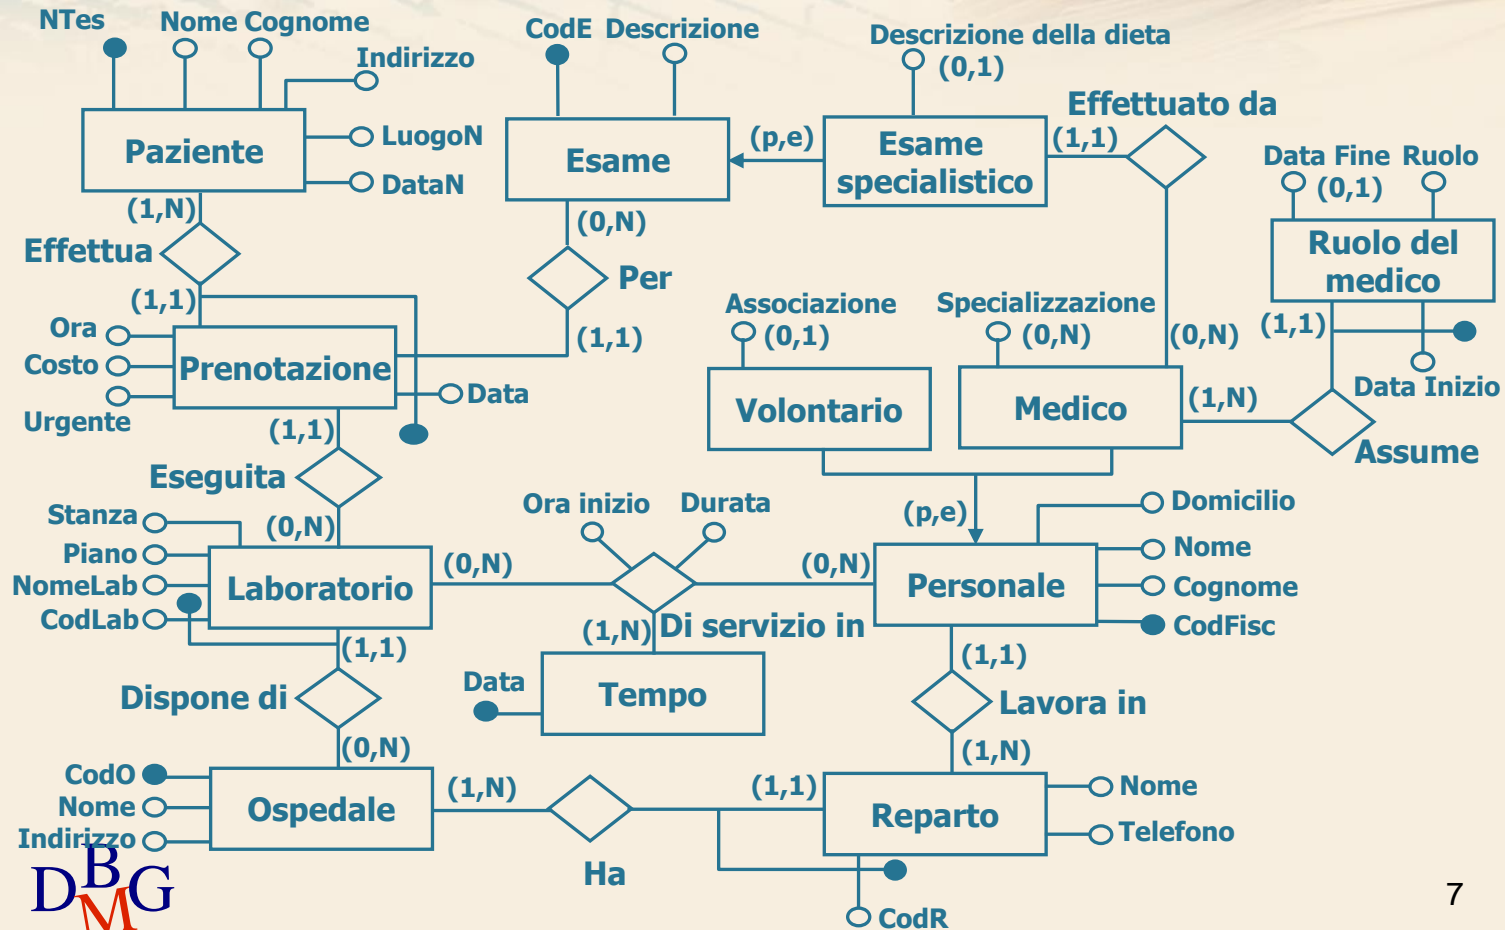 NTes
Nome Cognome
Indirizzo
Paziente
LuogoN
DataN
(1,N)
Effettua
(1,1)
CodE Descrizione
Esame
(p,e)
(0,N)
Per
(1,1)
Descrizione della dieta
(0,1)
Esame
specialistico
Effettuato da
(1,1)
(0,N)
Data Fine Ruolo
(0,1)
Ruolo del
medico
(1,1)
Data Inizio
Assume
(1,N)
Ora
Costo
Urgente
Prenotazione
Data
(1,1)
Eseguita
(0,N)
Associazione
(0,1)
Volontario
Specializzazione
(0,N)
Medico
(p,e)
Stanza
Piano
NomeLab
CodLab
Laboratorio
(0,N)
Ora inizio Durata
(0,N)
Di servizio in
(1,N)
Data
Tempo
Personale
Domicilio
Nome
Cognome
CodFisc
(1,1)
Lavora in
(1,N)
(1,1)
Dispone di
(0,N)
CodO
Nome
Indirizzo
Ospedale
(1,N)
Ha
(1,1)
Reparto
Nome
Telefono
CodR
DBMG
7